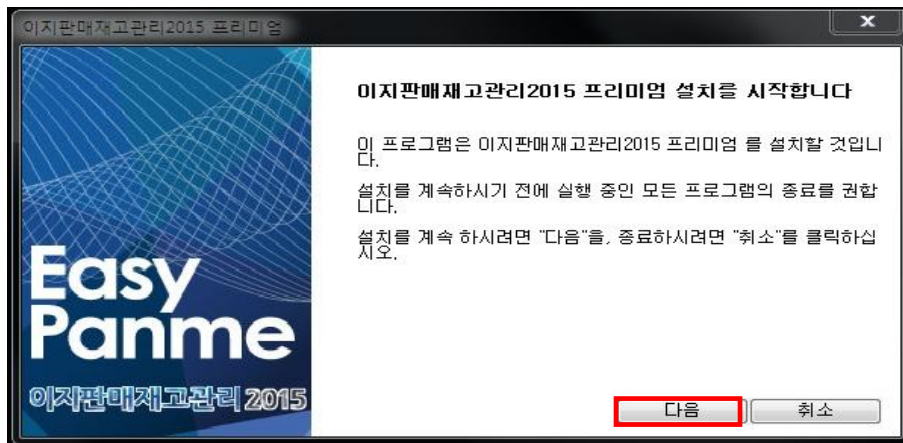 이지판매재고관리2015 프리미엄
이지판매재고관리2015 프리미엄 설치를 시작합니다
이 프로그램은 이지판매재고관리2015 프리미엄 를 설치할 것입니
다.
설치를 계속하시기 전에 실행 중인 모든 프로그램의 종료를 권합
니다.
설치를 계속 하시려면 "다음"을, 종료하시려면 "취소"를 클릭하십
시오.
Easy
Panme
이지판매재고관리 2015
다음 취소